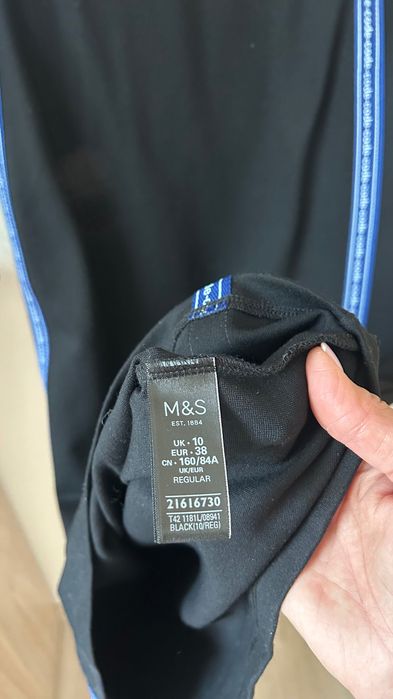 M&S
EST. 1884
UK • 10
EUR • 38
CN • 160/84A
UK/EUR
REGULAR
21616730
T42 1181L/08941
BLACK(10/REG)